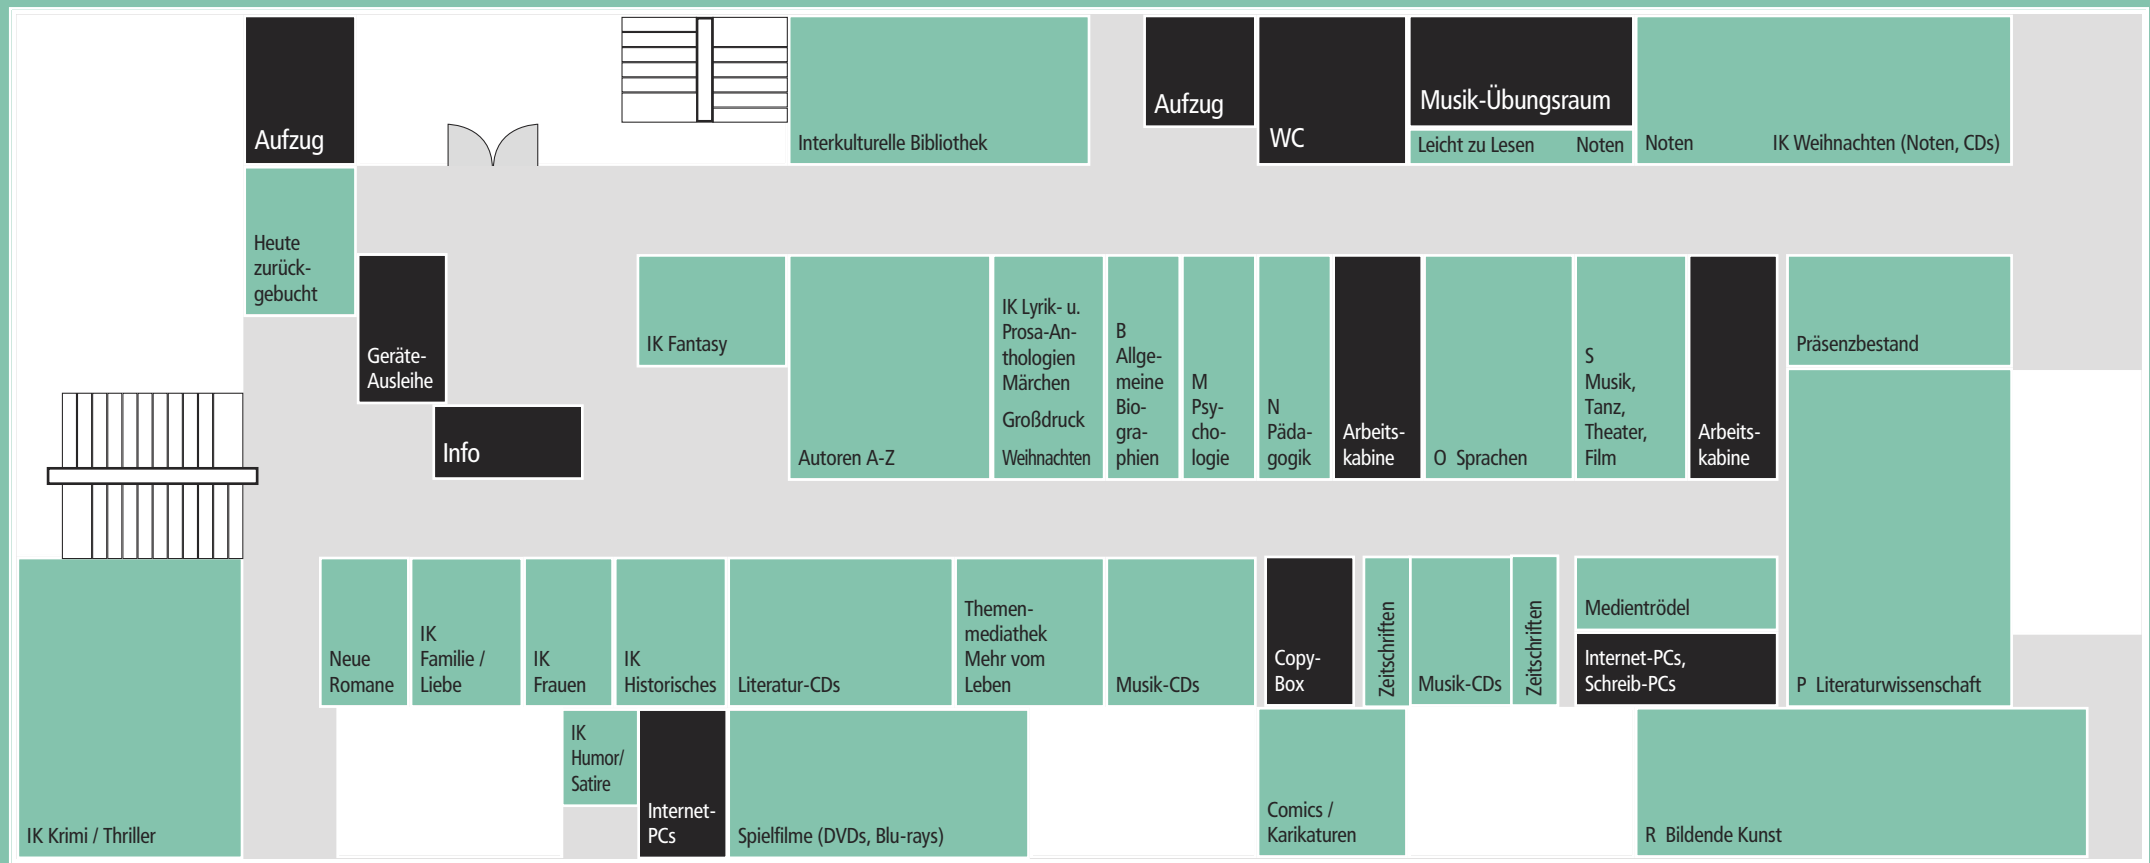 Aufzug
Interkulturelle Bibliothek
Aufzug
WC
Musik-Übungsraum
Leicht zu Lesen
Noten
Noten
IK Weihnachten (Noten, CDs)
Heute
zurück-
gebucht
Geräte-
Ausleihe
Info
IK Fantasy
Autoren A-Z
IK Lyrik- u.
Prosa-An-
thologien
Märchen
Großdruck
Weihnachten
B
Allge-
meine
Bio-
gra-
phien
M
Psy-
cho-
logie
N
Päda-
gogik
Arbeits-
kabine
O Sprachen
S
Musik,
Tanz,
Theater,
Film
Arbeits-
kabine
Präsenzbestand
IK Krimi / Thriller
Neue
Romane
IK
Familie /
Liebe
IK
Frauen
IK
Historisches
Literatur-CDs
Themen-
mediathek
Mehr vom
Leben
Musik-CDs
Copy-
Box
Zeitschriften
Musik-CDs
Zeitschriften
Medientrödel
Internet-PCs,
Schreib-PCs
P Literaturwissenschaft
IK
Humor/
Satire
Internet-
PCs
Spielfilme (DVDs, Blu-rays)
Comics /
Karikaturen
R Bildende Kunst